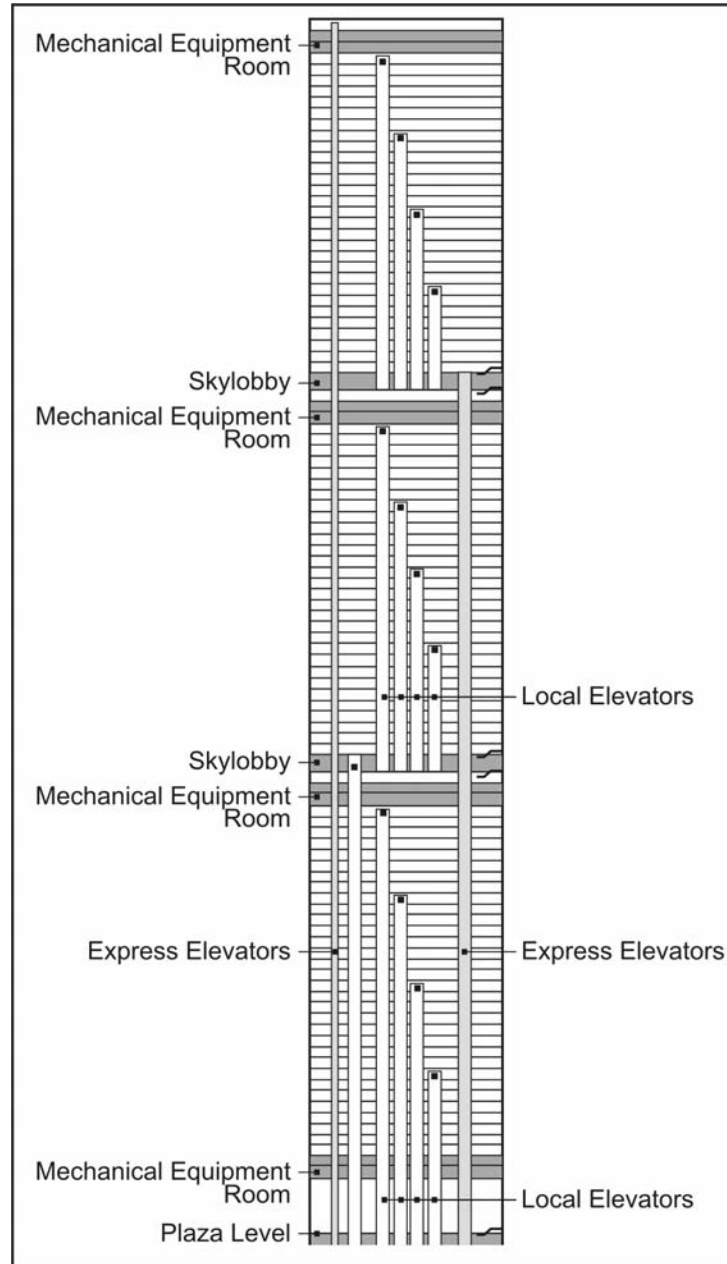 Mechanical Equipment
Room
Skylobby
Mechanical Equipment
Room
Local Elevators
Skylobby
Mechanical Equipment
Room
Express Elevators
Express Elevators
Mechanical Equipment
Room
Local Elevators
Plaza Level